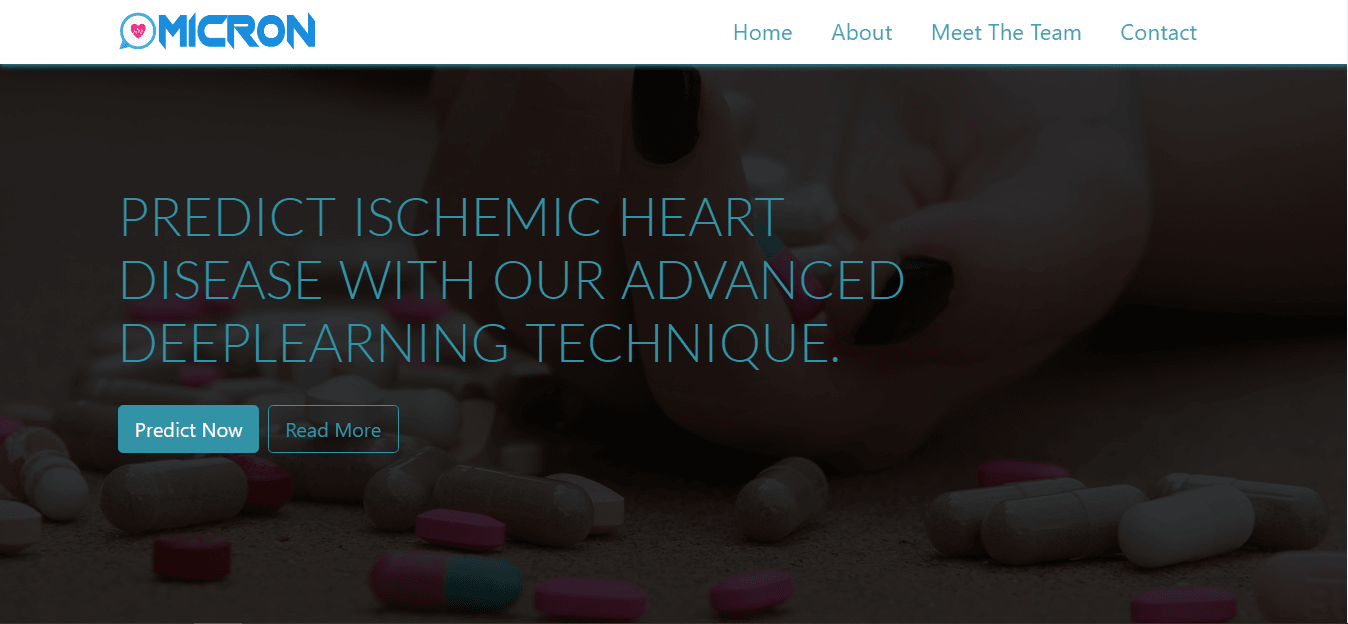 OMICRON
Home About Meet The Team Contact
PREDICT ISCHEMIC HEART
DISEASE WITH OUR ADVANCED
DEEPLEARNING TECHNIQUE.
Predict Now Read More